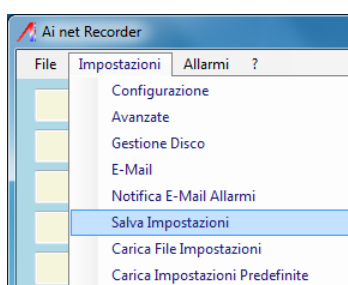 Ai net Recorder
File Impostazioni Allarmi ?
Configurazione
Avanzate
Gestione Disco
E-Mail
Notifica E-Mail Allarmi
Salva Impostazioni
Carica File Impostazioni
Carica Impostazioni Predefinite